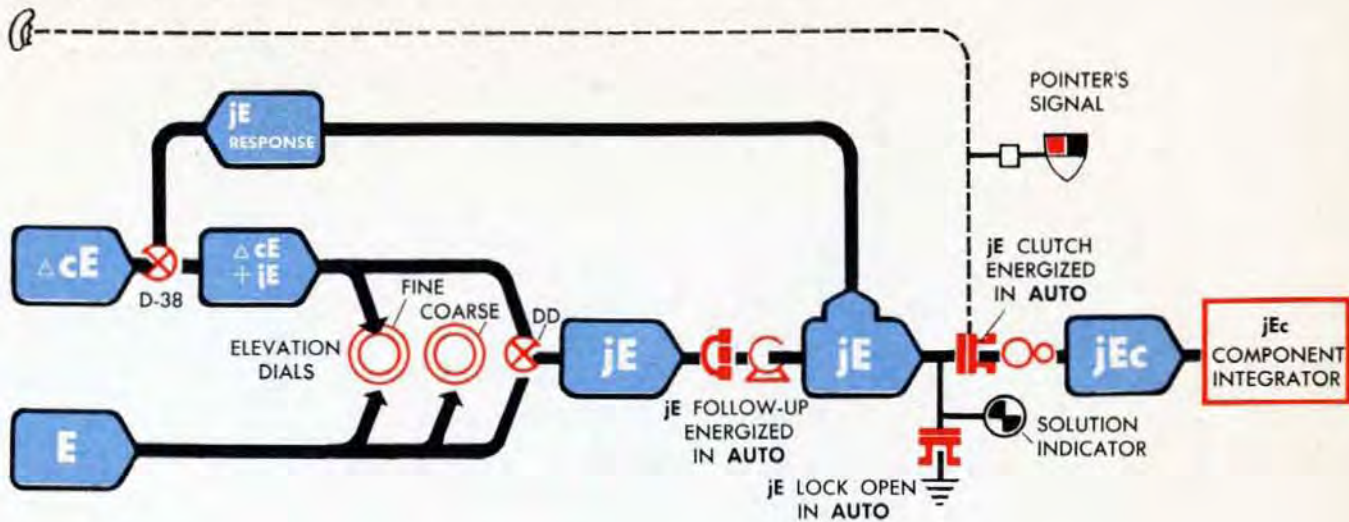 POINTER'S
SIGNAL
jE
RESPONSE
△cE
D-38
△cE
+jE
jE CLUTCH
ENERGIZED
IN AUTO
FINE
COARSE
DD
ELEVATION
DIALS
jE
jE
jEc
jEc
COMPONENT
INTEGRATOR
jE FOLLOW-UP
ENERGIZED
IN AUTO
SOLUTION
INDICATOR
E
jE LOCK OPEN
IN AUTO